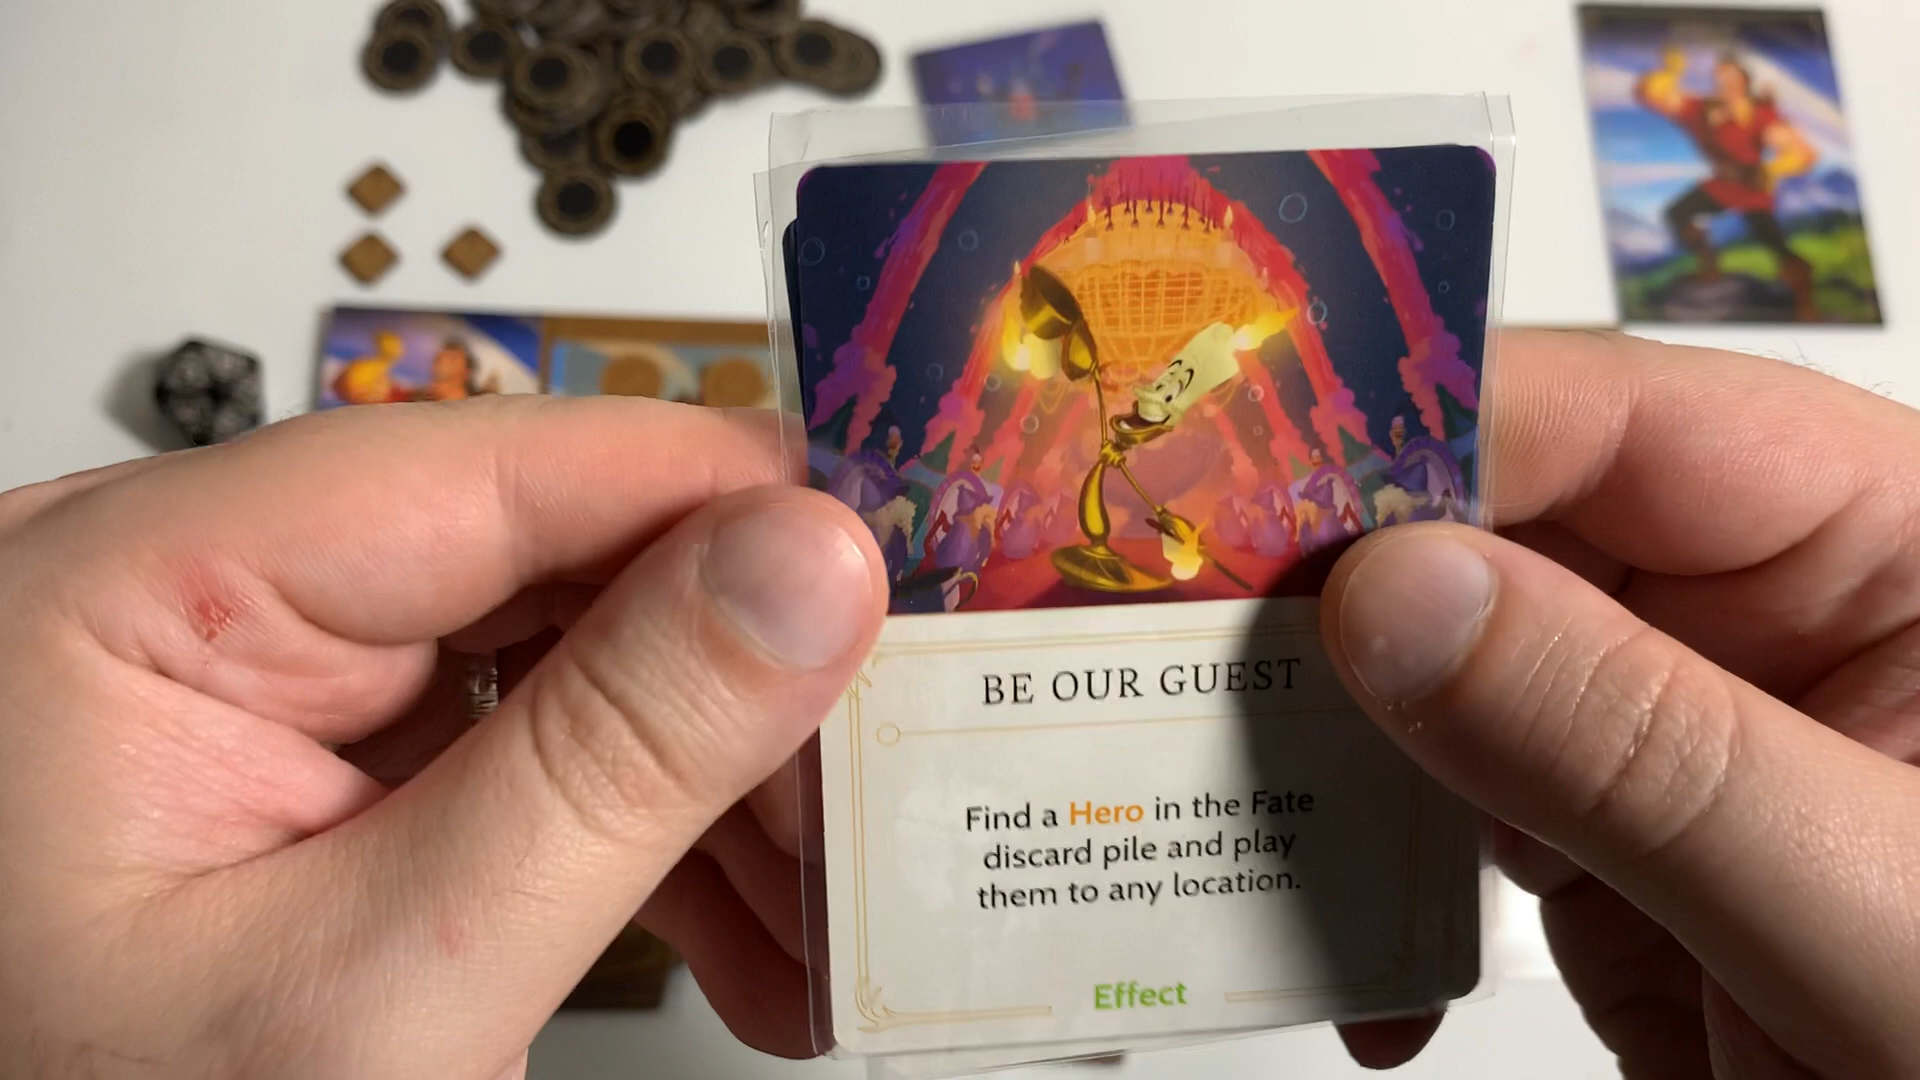 BE OUR GUEST
Find a Hero in the Fate
discard pile and play
them to any location.
Effect